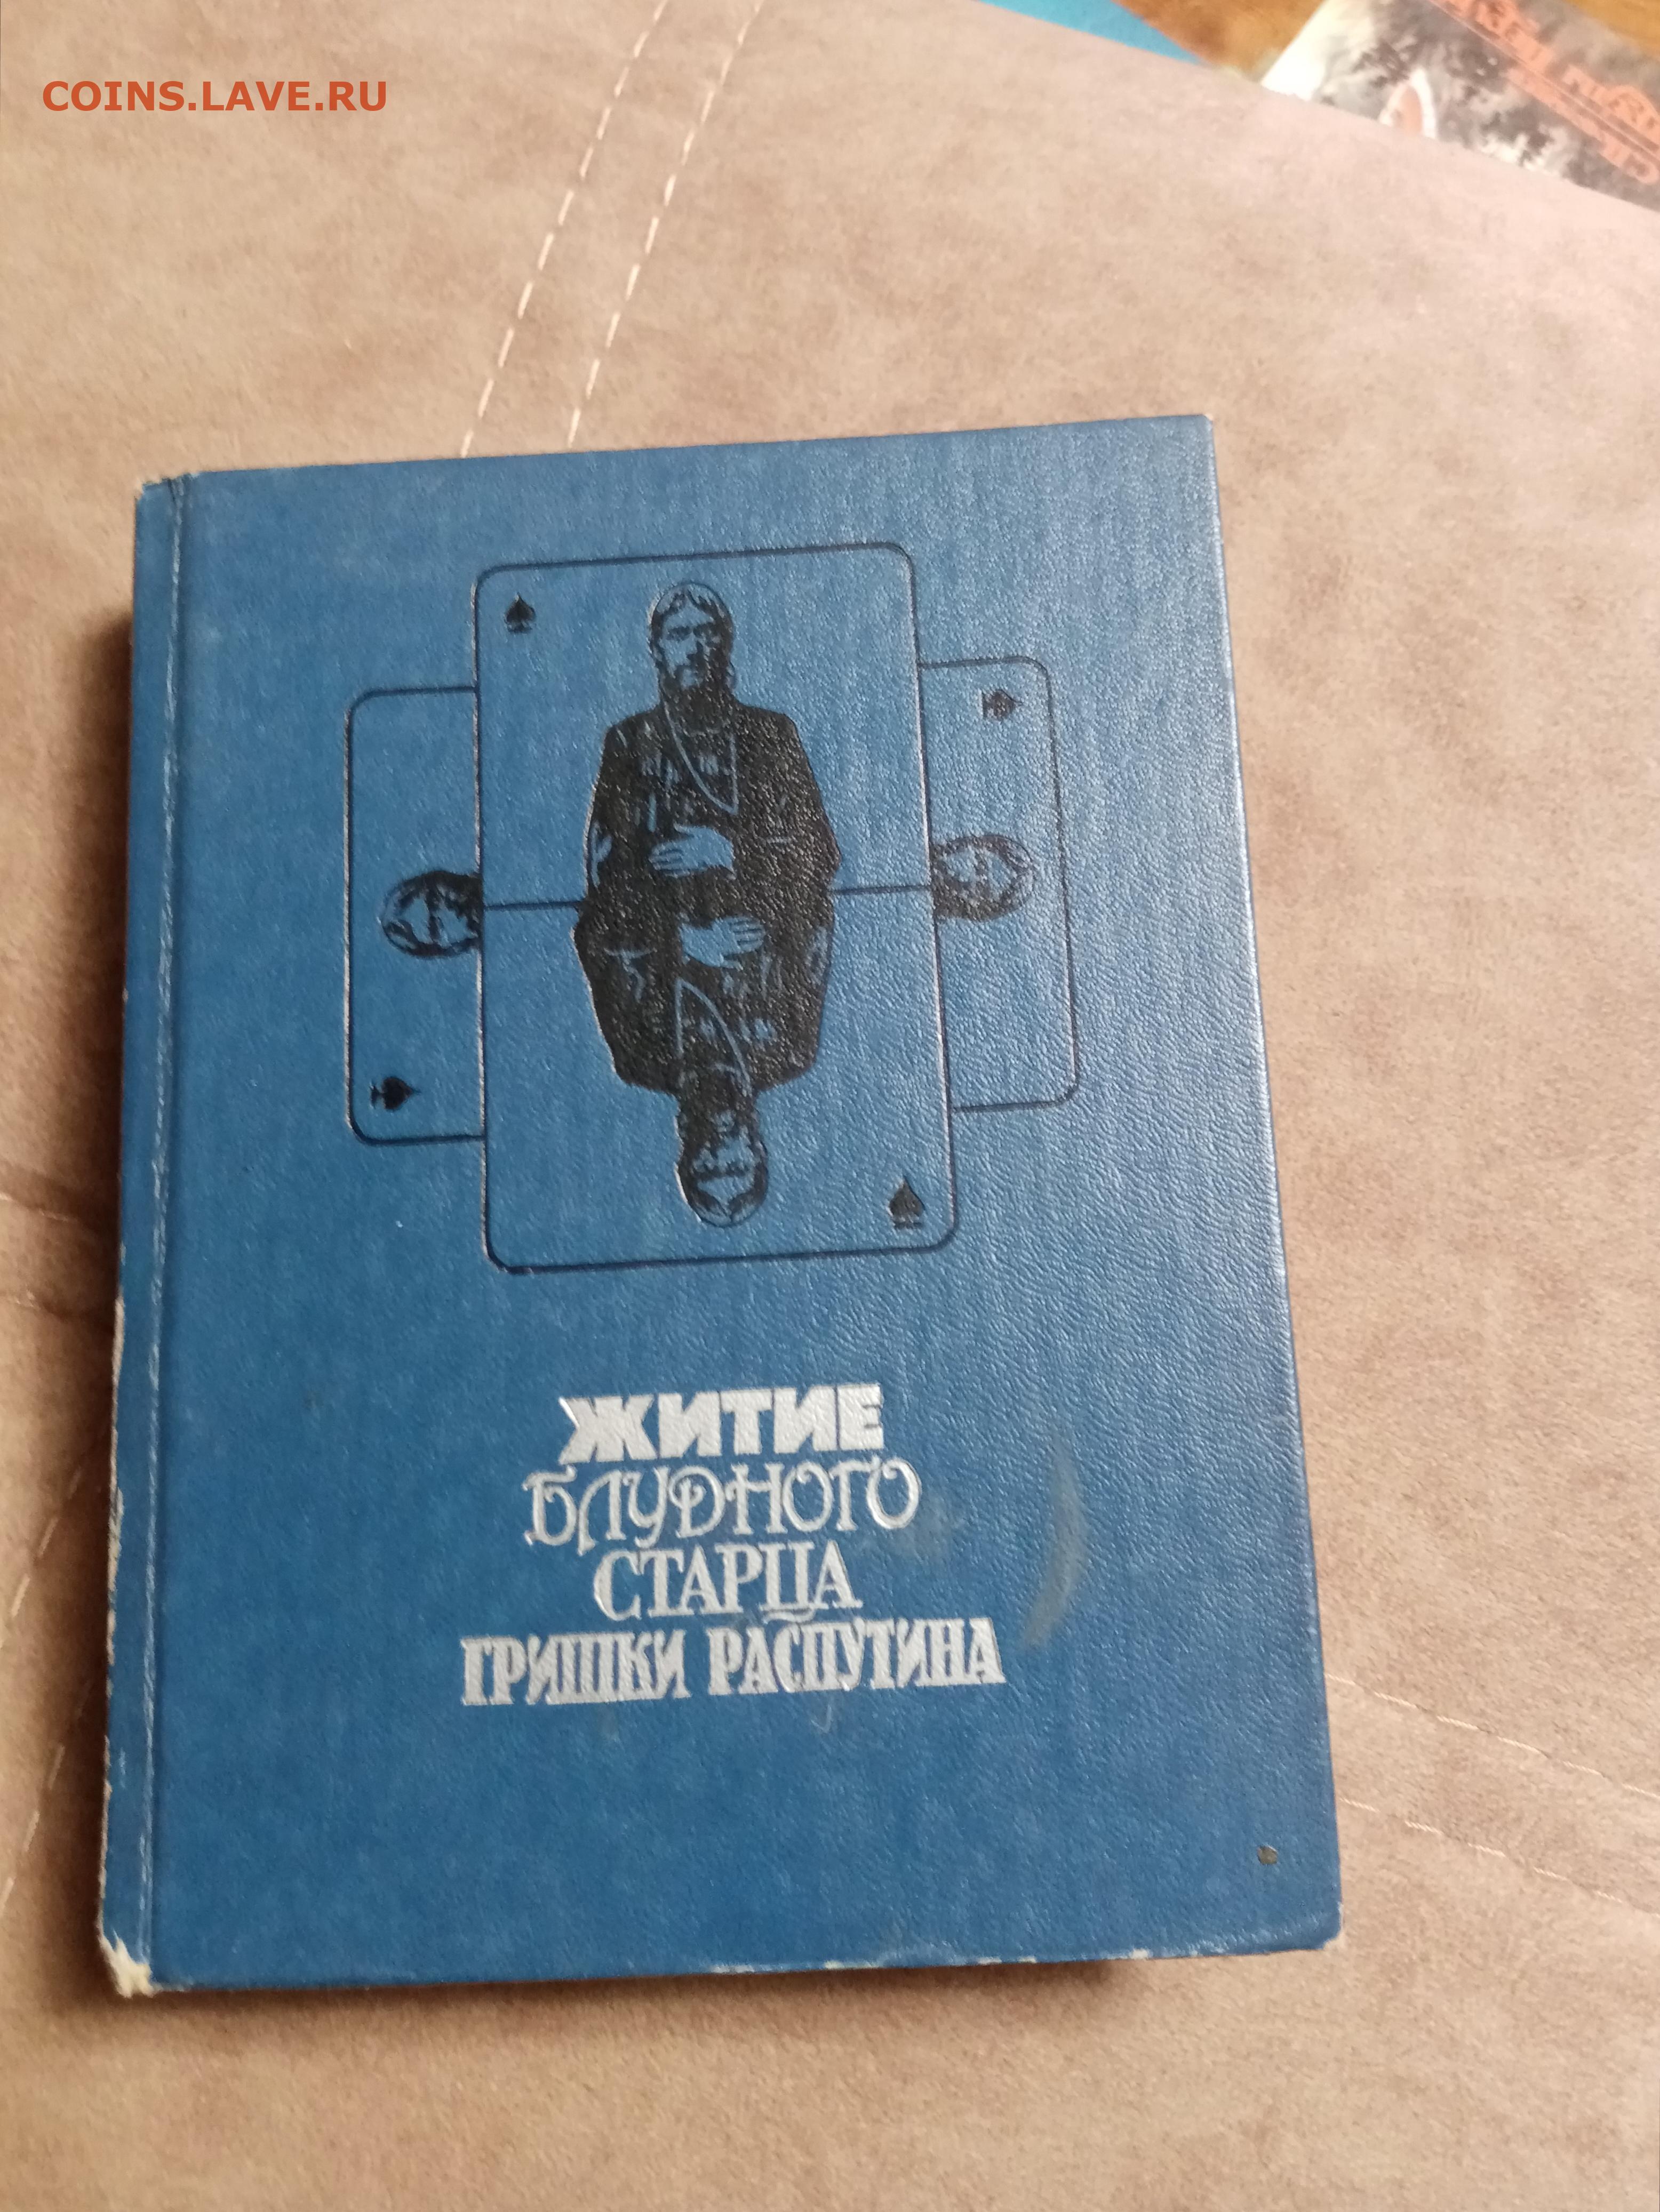 COINS.LAVE.RU
ЖИТИЕ
БЛУДНОГО
СТАРЦА
ГРИШКИ РАСПУТИНА